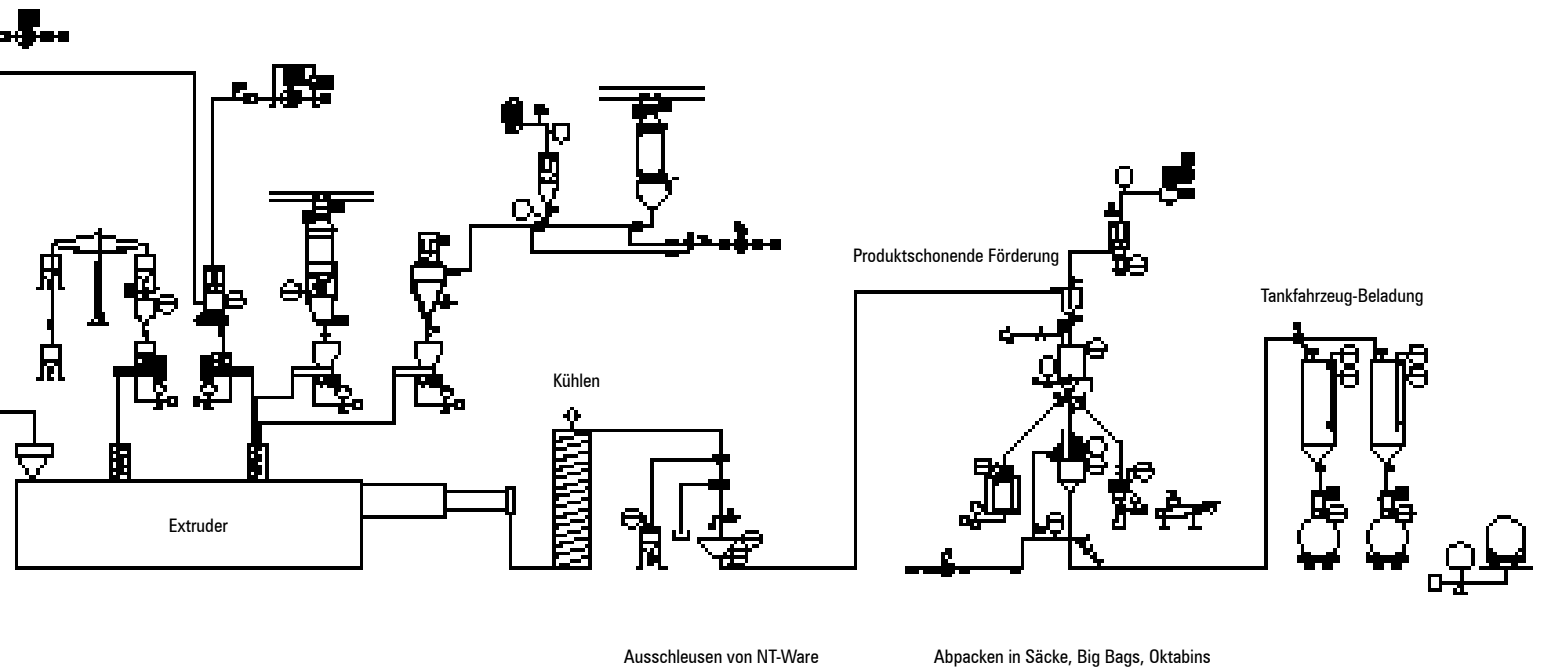 Produktschonende Förderung
Tankfahrzeug-Beladung
Kühlen
Extruder
Ausschleusen von NT-Ware
Abpacken in Säcke, Big Bags, Oktabins